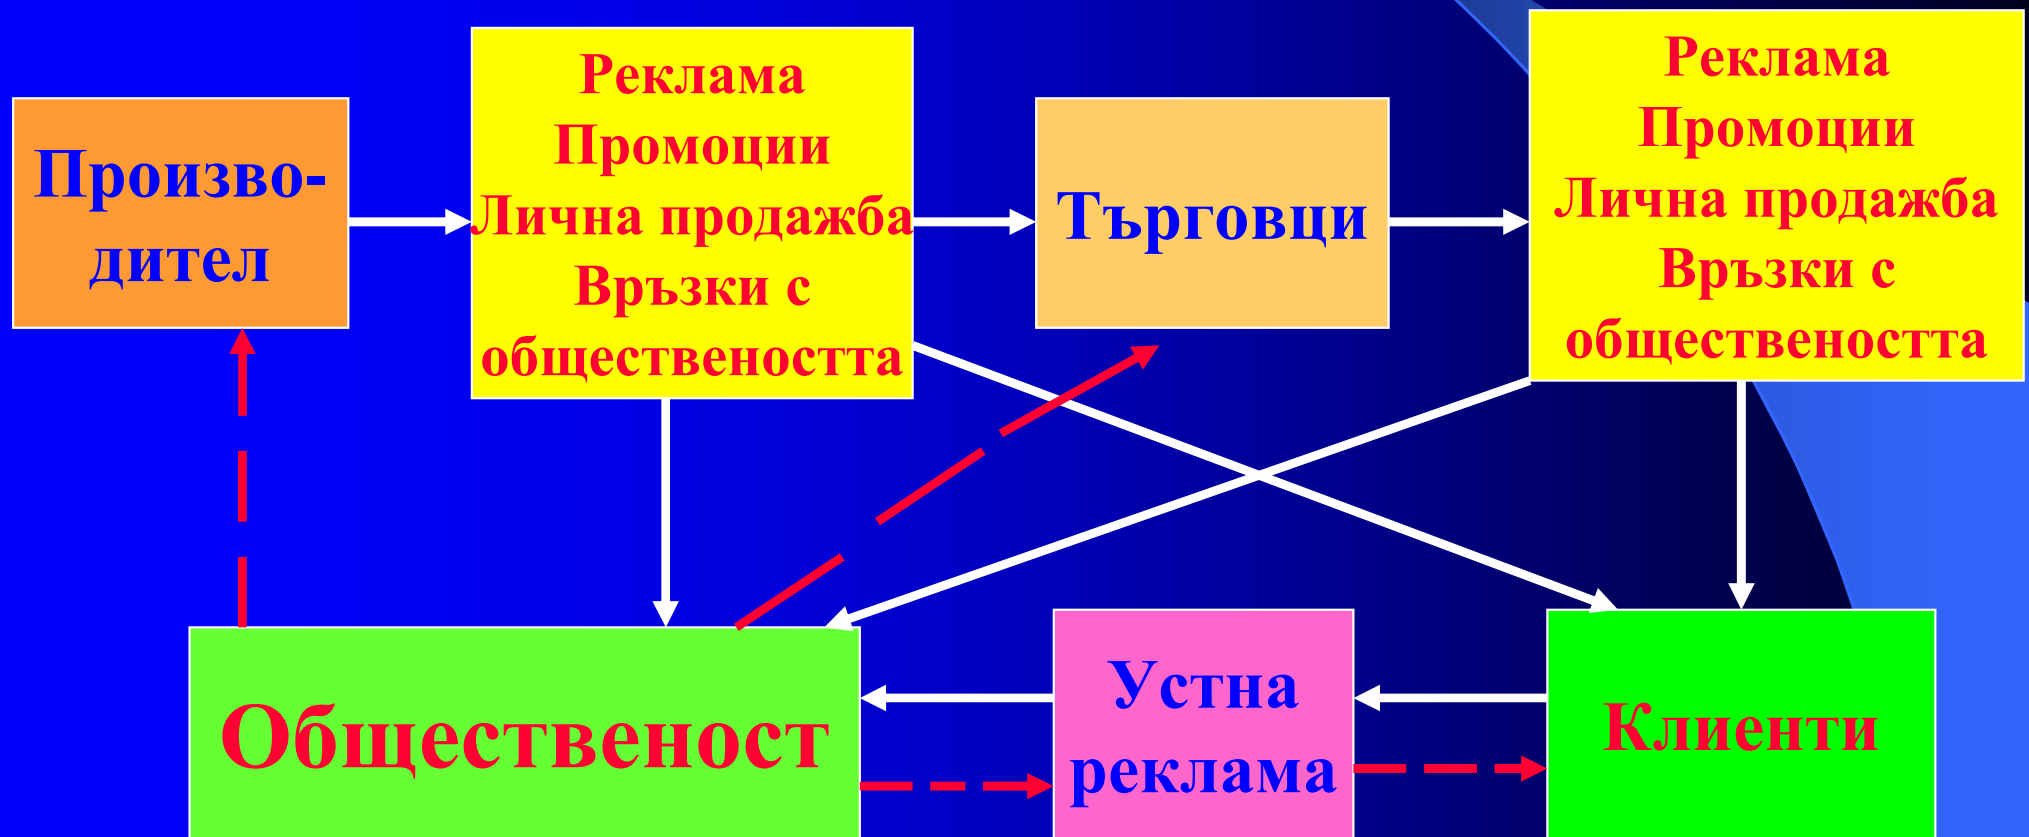 Произво-
дител
Реклама
Промоции
Лична продажба
Връзки с
обществеността
Търговци
Реклама
Промоции
Лична продажба
Връзки с
обществеността
Общественост
Устна
реклама
Клиенти